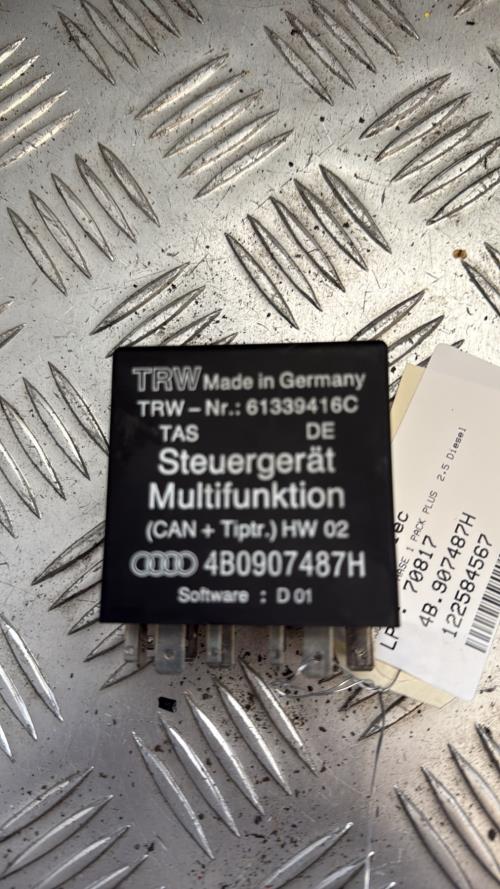 TRW Made in Germany
TRW-Nr.: 61339416C
TAS DE
Steuergerät
Multifunktion
(CAN + Tiptr.) HW 02
4B0907487H
Software : D 01
1 PACK PLUS 2.5 Diesel
70817
4B.907487H
122584567